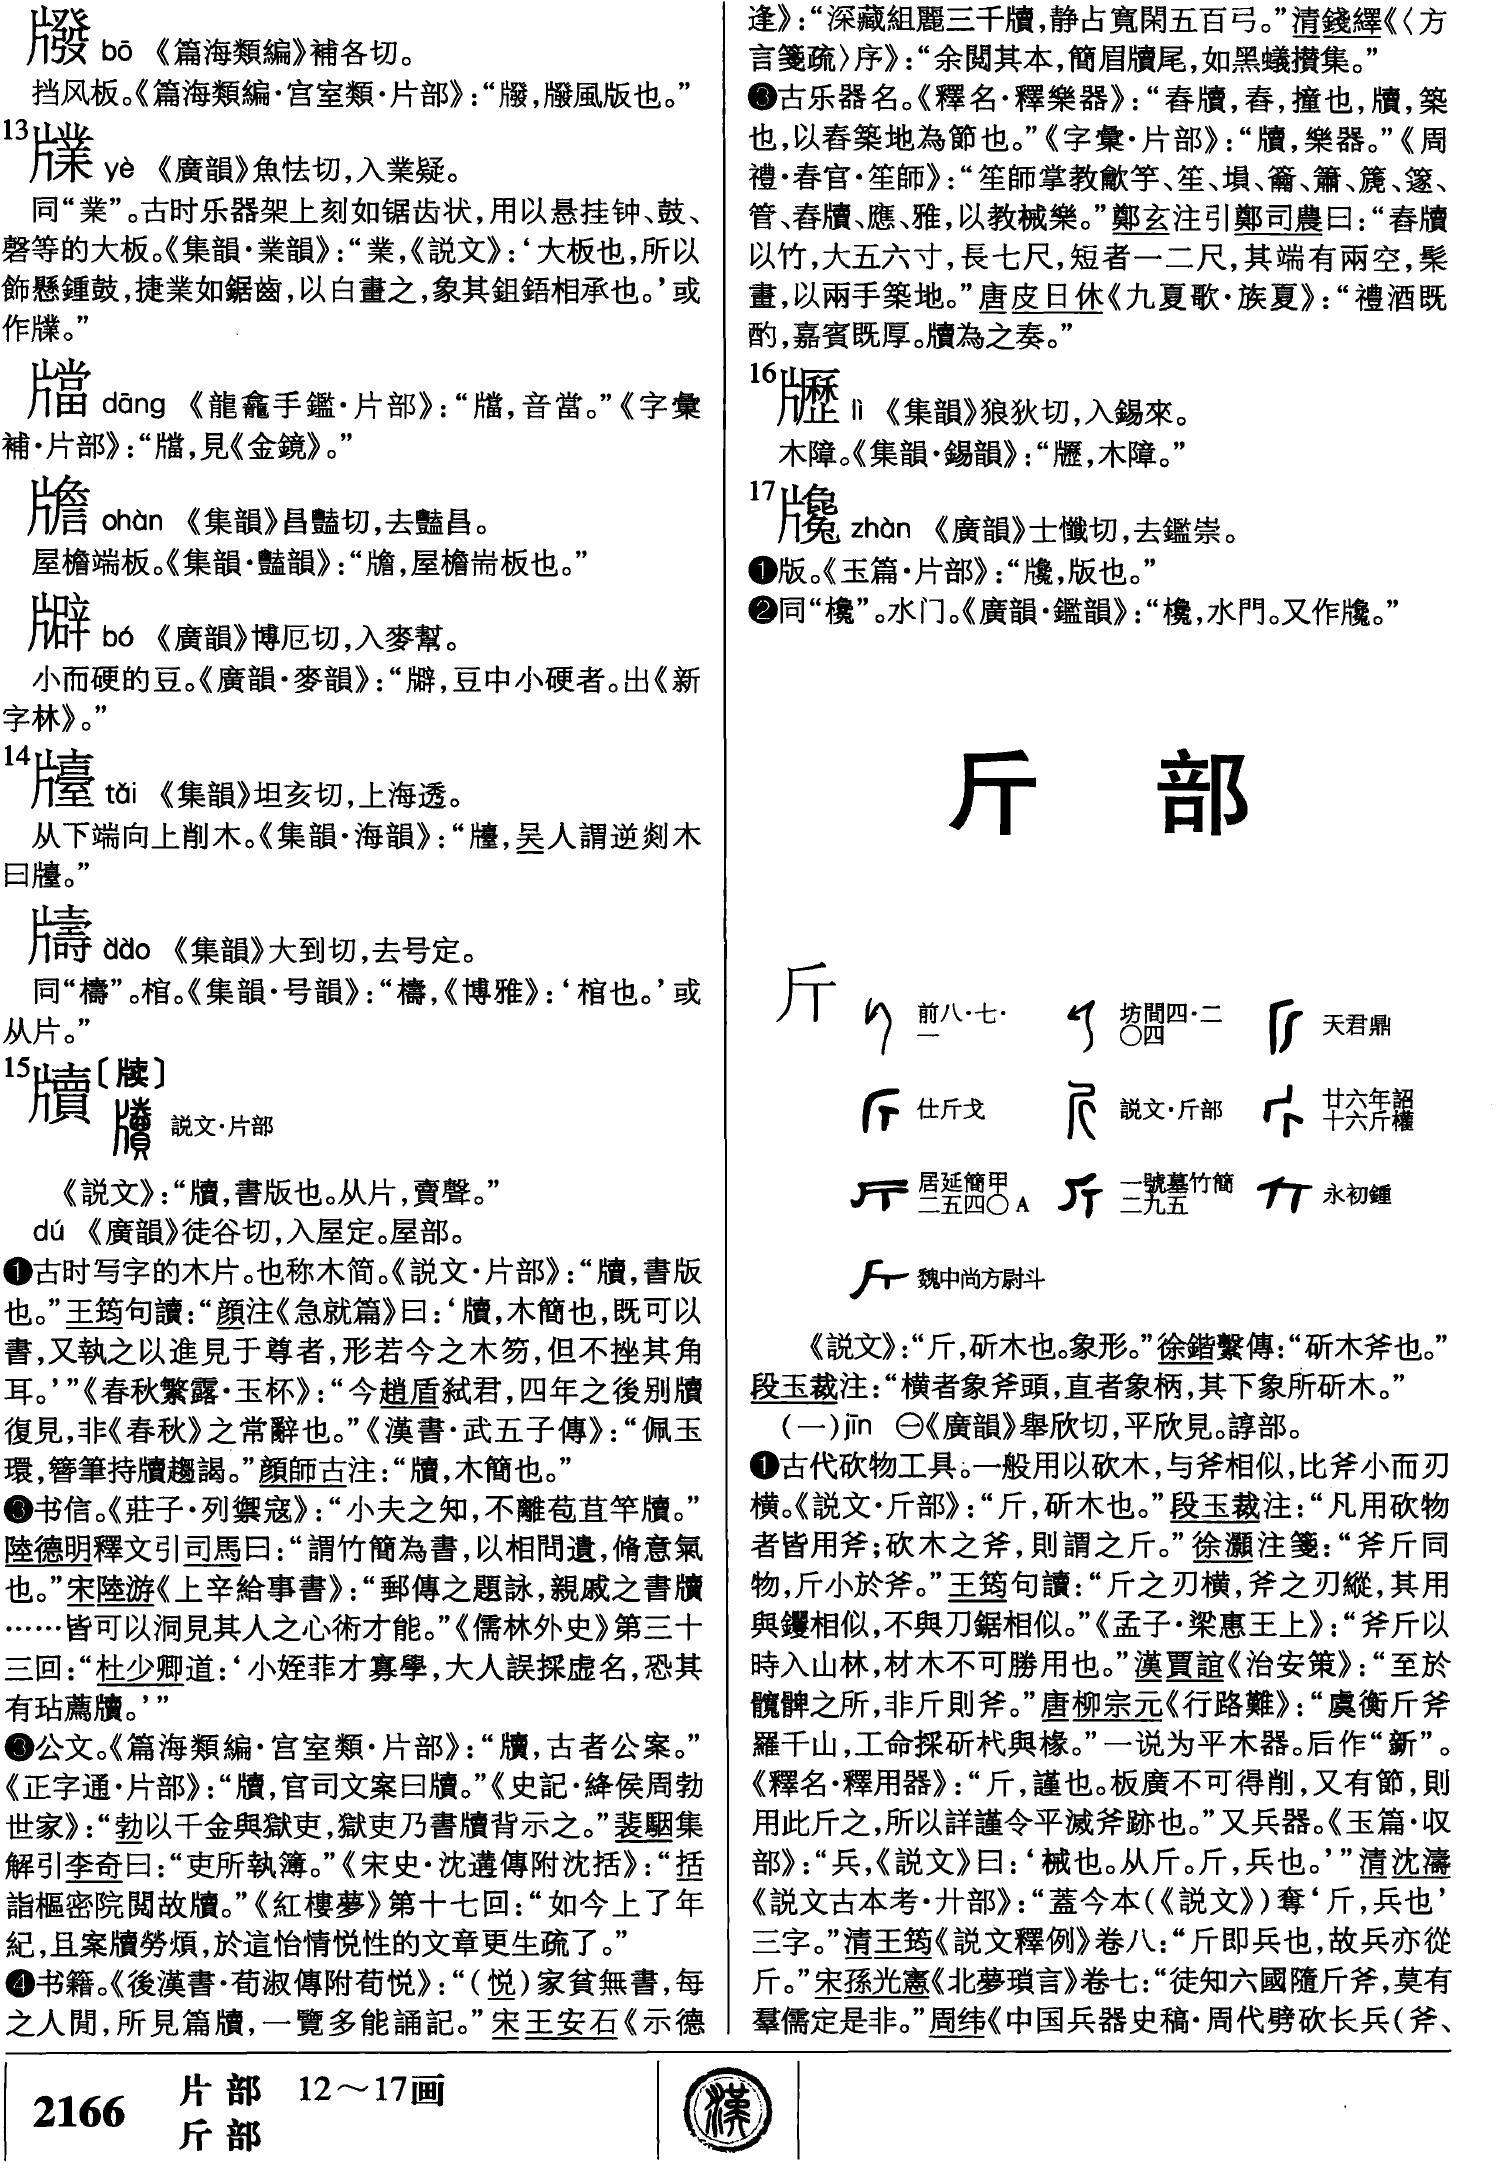 𤗺 bō 《篇海類編》補各切。
挡风板。《篇海類編·宫室類·片部》：“𤗺，𤗺風版也。”
13
牃 yè 《廣韻》魚怯切，入業疑。
同“業”。古时乐器架上刻如锯齿状，用以悬挂钟、鼓、
磬等的大板。《集韻·業韻》：“業，《説文》：‘大板也，所以
飾懸鍾鼓，捷業如鋸齒，以白畫之，象其鉏鋙相承也。’或
作。”
dāng 《龍龕手鑑·片部》：“，音當。”《字彙
補·片部》：“，見《金鏡》。”
ohàn 《集韻》昌豔切，去豔昌。
屋檐端板。《集韻·豔韻》：“，屋檐耑板也。”
bó 《廣韻》博厄切，入麥幫。
小而硬的豆。《廣韻·麥韻》：“，豆中小硬者。出《新
字林》。”
14
tǎi 《集韻》坦亥切，上海透。
从下端向上削木。《集韻·海韻》：“，吴人謂逆剡木
曰。”
ddo 《集韻》大到切，去号定。
同“檮”。棺。《集韻·号韻》：“檮，《博雅》：‘棺也。’或
从片。”
15
牘〔牍〕
説文·片部
《説文》：“牘，書版也。从片，賣聲。”
dú 《廣韻》徒谷切，入屋定。屋部。
❶古时写字的木片。也称木简。《説文·片部》：“牘，書版
也。”王筠句讀：“顔注《急就篇》曰：‘牘，木簡也，既可以
書，又執之以進見于尊者，形若今之木笏，但不挫其角
耳。’”《春秋繁露·玉杯》：“今趙盾弑君，四年之後别牘
復見，非《春秋》之常辭也。”《漢書·武五子傳》：“佩玉
環，簪筆持牘趨謁。”顔師古注：“牘，木簡也。”
❸书信。《莊子·列禦寇》：“小夫之知，不離苞苴竿牘。”
陸德明釋文引司馬曰：“謂竹簡為書，以相問遺，脩意氣
也。”宋陸游《上辛給事書》：“郵傳之題詠，親戚之書牘
……皆可以洞見其人之心術才能。”《儒林外史》第三十
三回：“杜少卿道：‘小姪菲才寡學，大人誤採虚名，恐其
有玷薦牘。’”
❸公文。《篇海類編·宫室類·片部》：“牘，古者公案。”
《正字通·片部》：“牘，官司文案曰牘。”《史記·絳侯周勃
世家》：“勃以千金與獄吏，獄吏乃書牘背示之。”裴駰集
解引李奇曰：“吏所執簿。”《宋史·沈遘傳附沈括》：“括
詣樞密院閲故牘。”《紅樓夢》第十七回：“如今上了年
紀，且案牘勞煩，於這怡情悦性的文章更生疏了。”
❹书籍。《後漢書·荀淑傳附荀悦》：“（悦）家貧無書，每
之人間，所見篇牘，一覽多能誦記。”宋王安石《示德
逢》：“深藏組麗三千牘，静占寬閑五百弓。”清錢繹《〈方
言箋疏〉序》：“余閲其本，簡眉牘尾，如黑蟻攢集。”
❸古乐器名。《釋名·釋樂器》：“舂牘，舂，撞也，牘，築
也，以舂築地為節也。”《字彙·片部》：“牘，樂器。”《周
禮·春官·笙師》：“笙師掌教龡竽、笙、塤、籥、簫、篪、篴、
管、舂牘、應、雅，以教祴樂。”鄭玄注引鄭司農曰：“舂牘
以竹，大五六寸，長七尺，短者一二尺，其端有兩空，髤
畫，以兩手築地。”唐皮日休《九夏歌·族夏》：“禮酒既
酌，嘉賓既厚。牘為之奏。”
16
lì 《集韻》狼狄切，入錫來。
木障。《集韻·錫韻》：“，木障。”
17
zhàn 《廣韻》士懺切，去鑑崇。
❶版。《玉篇·片部》：“，版也。”
❷同“欃”。水门。《廣韻·鑑韻》：“欃，水門。又作。”
斤 部
斤 前八·七·一 坊間四·二〇四 天君鼎
仕斤戈 説文·斤部 廿六年詔十六斤權
居延簡甲二五四〇A 一號墓竹簡二九五 永初鍾
魏中尚方尉斗
《説文》：“斤，斫木也。象形。”徐鍇繫傳：“斫木斧也。”
段玉裁注：“横者象斧頭，直者象柄，其下象所斫木。”
（一）jīn ㊀《廣韻》舉欣切，平欣見。諄部。
❶古代砍物工具。一般用以砍木，与斧相似，比斧小而刃
横。《説文·斤部》：“斤，斫木也。”段玉裁注：“凡用砍物
者皆用斧；砍木之斧，則謂之斤。”徐灝注箋：“斧斤同
物，斤小於斧。”王筠句讀：“斤之刃横，斧之刃縱，其用
與钁相似，不與刀鋸相似。”《孟子·梁惠王上》：“斧斤以
時入山林，材木不可勝用也。”漢賈誼《治安策》：“至於
髖髀之所，非斤則斧。”唐柳宗元《行路難》：“虞衡斤斧
羅千山，工命採斫杙與椽。”一说为平木器。后作“新”。
《釋名·釋用器》：“斤，謹也。板廣不可得削，又有節，則
用此斤之，所以詳謹令平滅斧跡也。”又兵器。《玉篇·収
部》：“兵，《説文》曰：‘械也。从斤。斤，兵也。’”清沈濤
《説文古本考·廾部》：“蓋今本（《説文》）奪‘斤，兵也’
三字。”清王筠《説文釋例》卷八：“斤即兵也，故兵亦從
斤。”宋孫光憲《北夢瑣言》卷七：“徒知六國隨斤斧，莫有
羣儒定是非。”周纬《中国兵器史稿·周代劈砍长兵（斧、
2166 片部 12～17画
斤部
漢